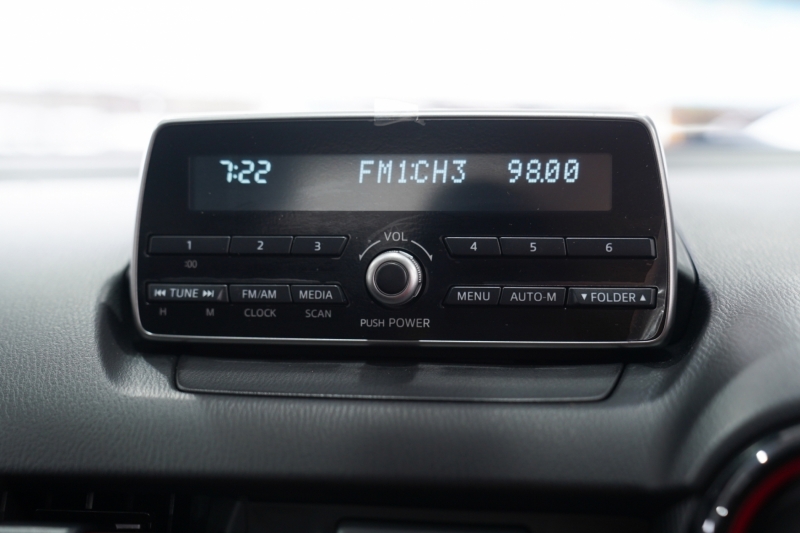 7:22 FM1:CH3 98.00
VOL
1 2 3 4 5 6
:00
TUNE FM/AM MEDIA MENU AUTO-M FOLDER
H M CLOCK SCAN
PUSH POWER